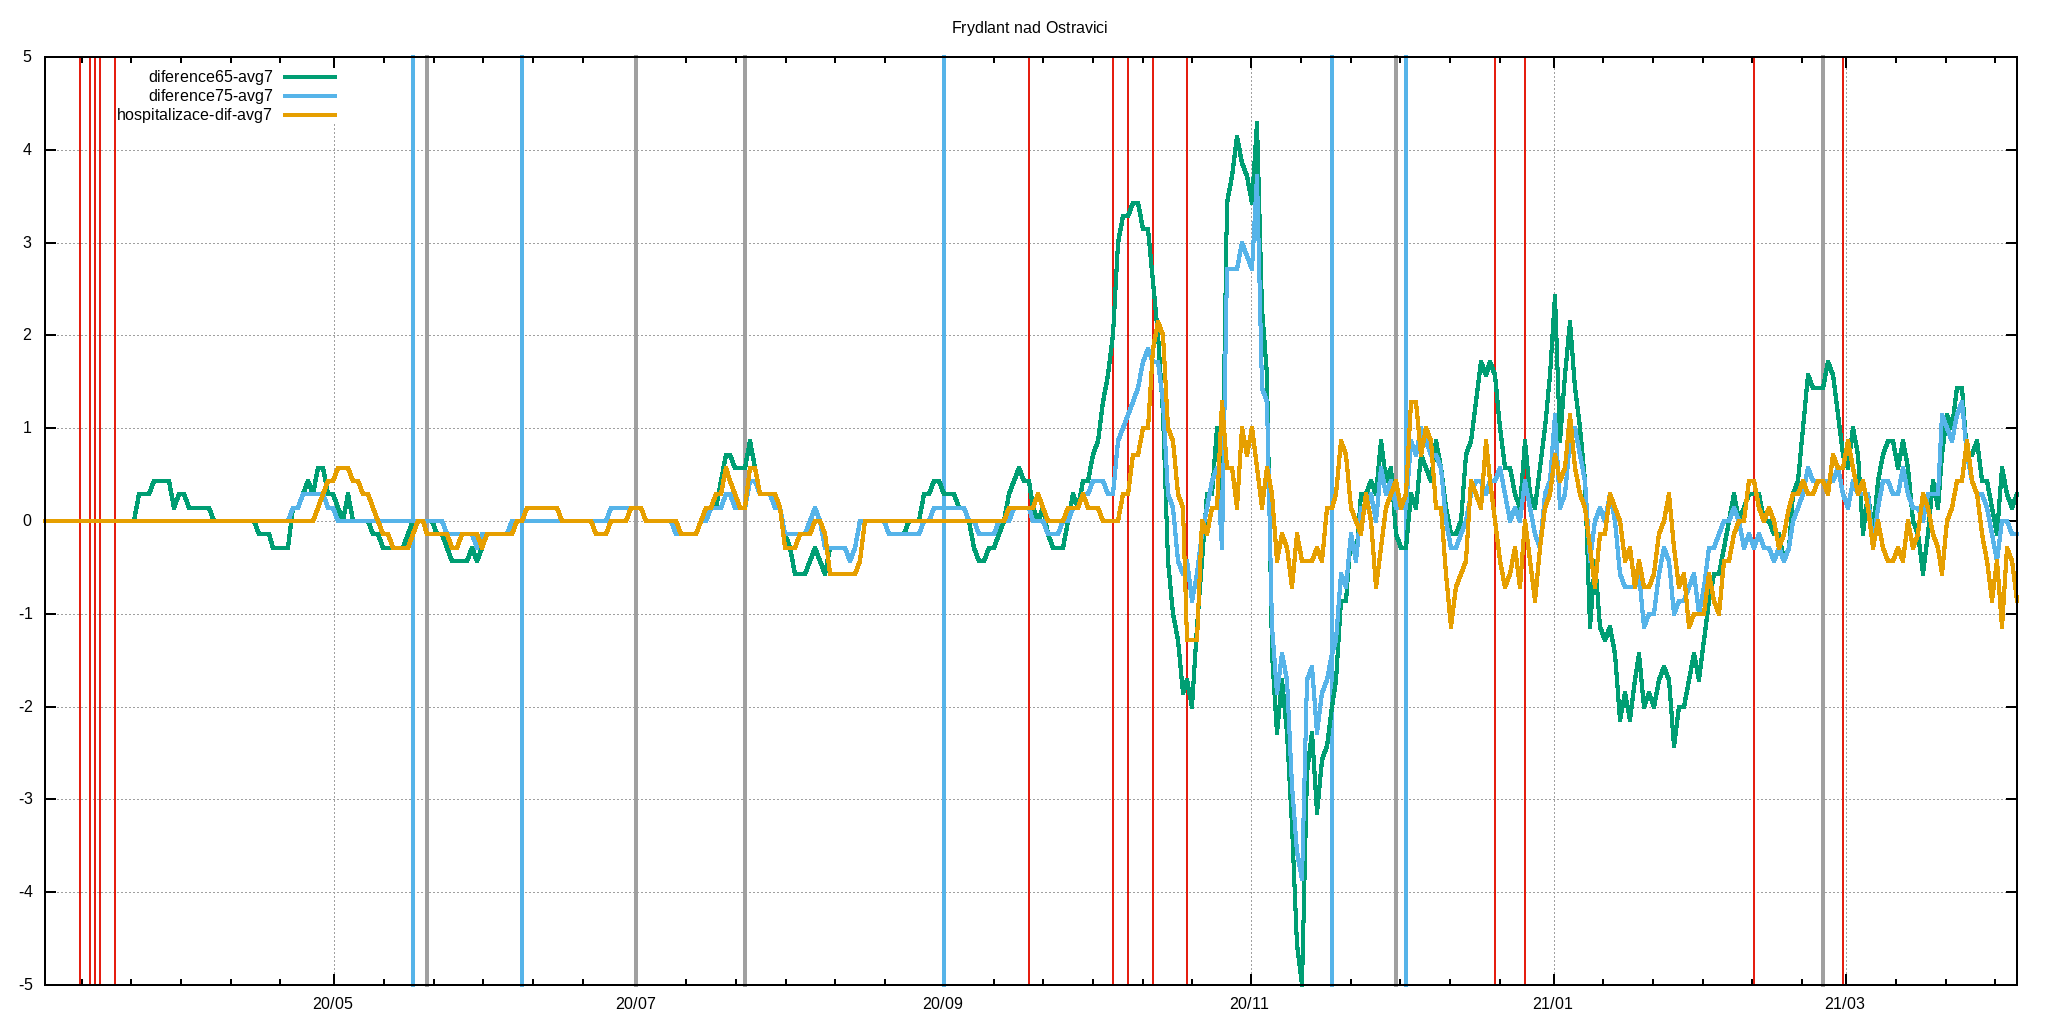 Frydlant nad Ostravici
diference65-avg7
diference75-avg7
hospitalizace-dif-avg7
5
4
3
2
1
0
-1
-2
-3
-4
-5
20/05 20/07 20/09 20/11 21/01 21/03